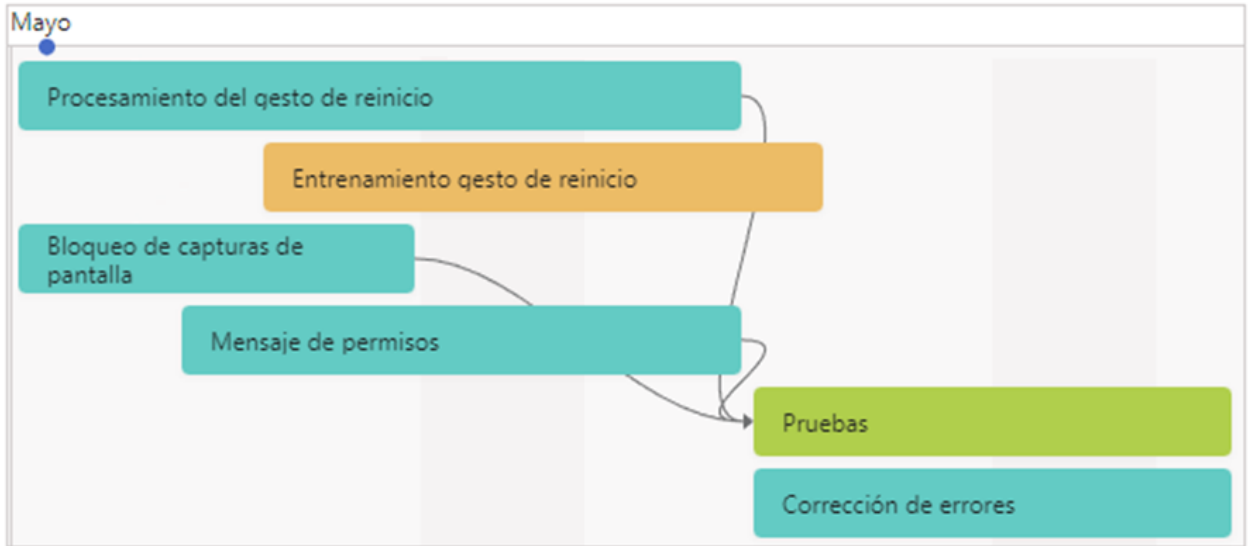 Mayo
Procesamiento del gesto de reinicio
Entrenamiento gesto de reinicio
Bloqueo de capturas de
pantalla
Mensaje de permisos
Pruebas
Corrección de errores